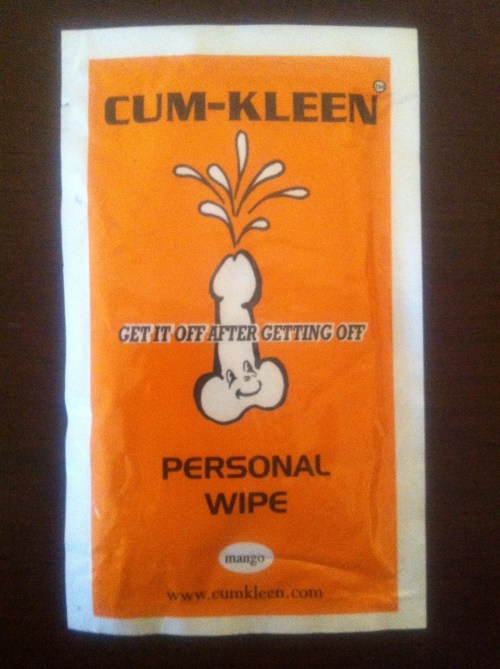 CUM-KLEEN
GET IT OFF AFTER GETTING OFF
PERSONAL
WIPE
mango
www.cumkleen.com